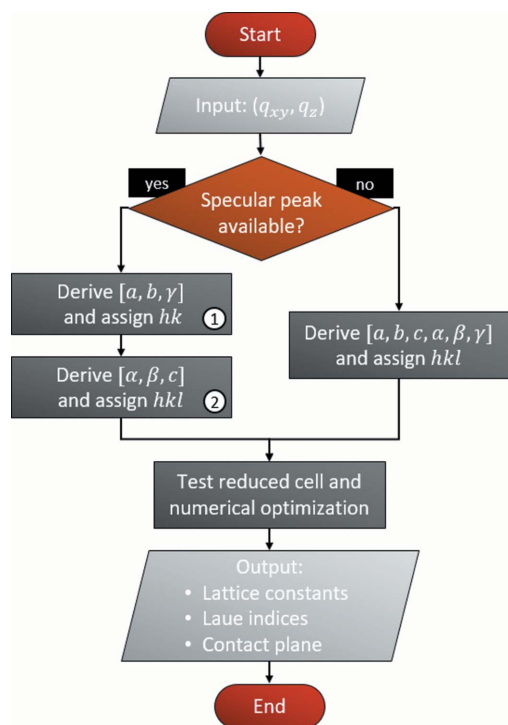 Start
Input: (q_xy, q_z)
yes
no
Specular peak
available?
Derive [a, b, γ]
and assign hk
1
Derive [α, β, c]
and assign hkl
2
Derive [a, b, c, α, β, γ]
and assign hkl
Test reduced cell and
numerical optimization
Output:
• Lattice constants
• Laue indices
• Contact plane
End